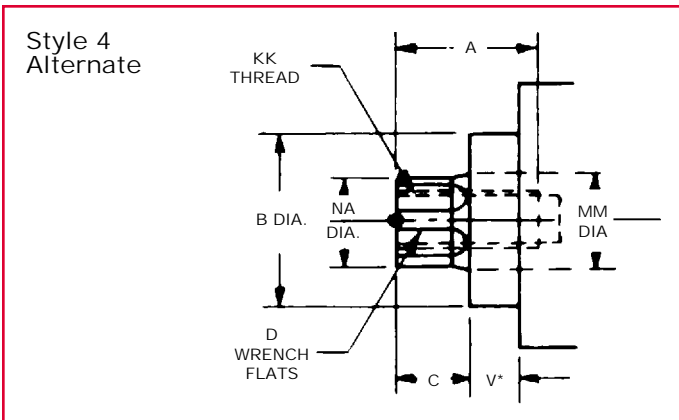 Style 4
Alternate
KK
THREAD
A
B DIA.
NA
DIA.
MM
DIA
D
WRENCH
FLATS
C
V*